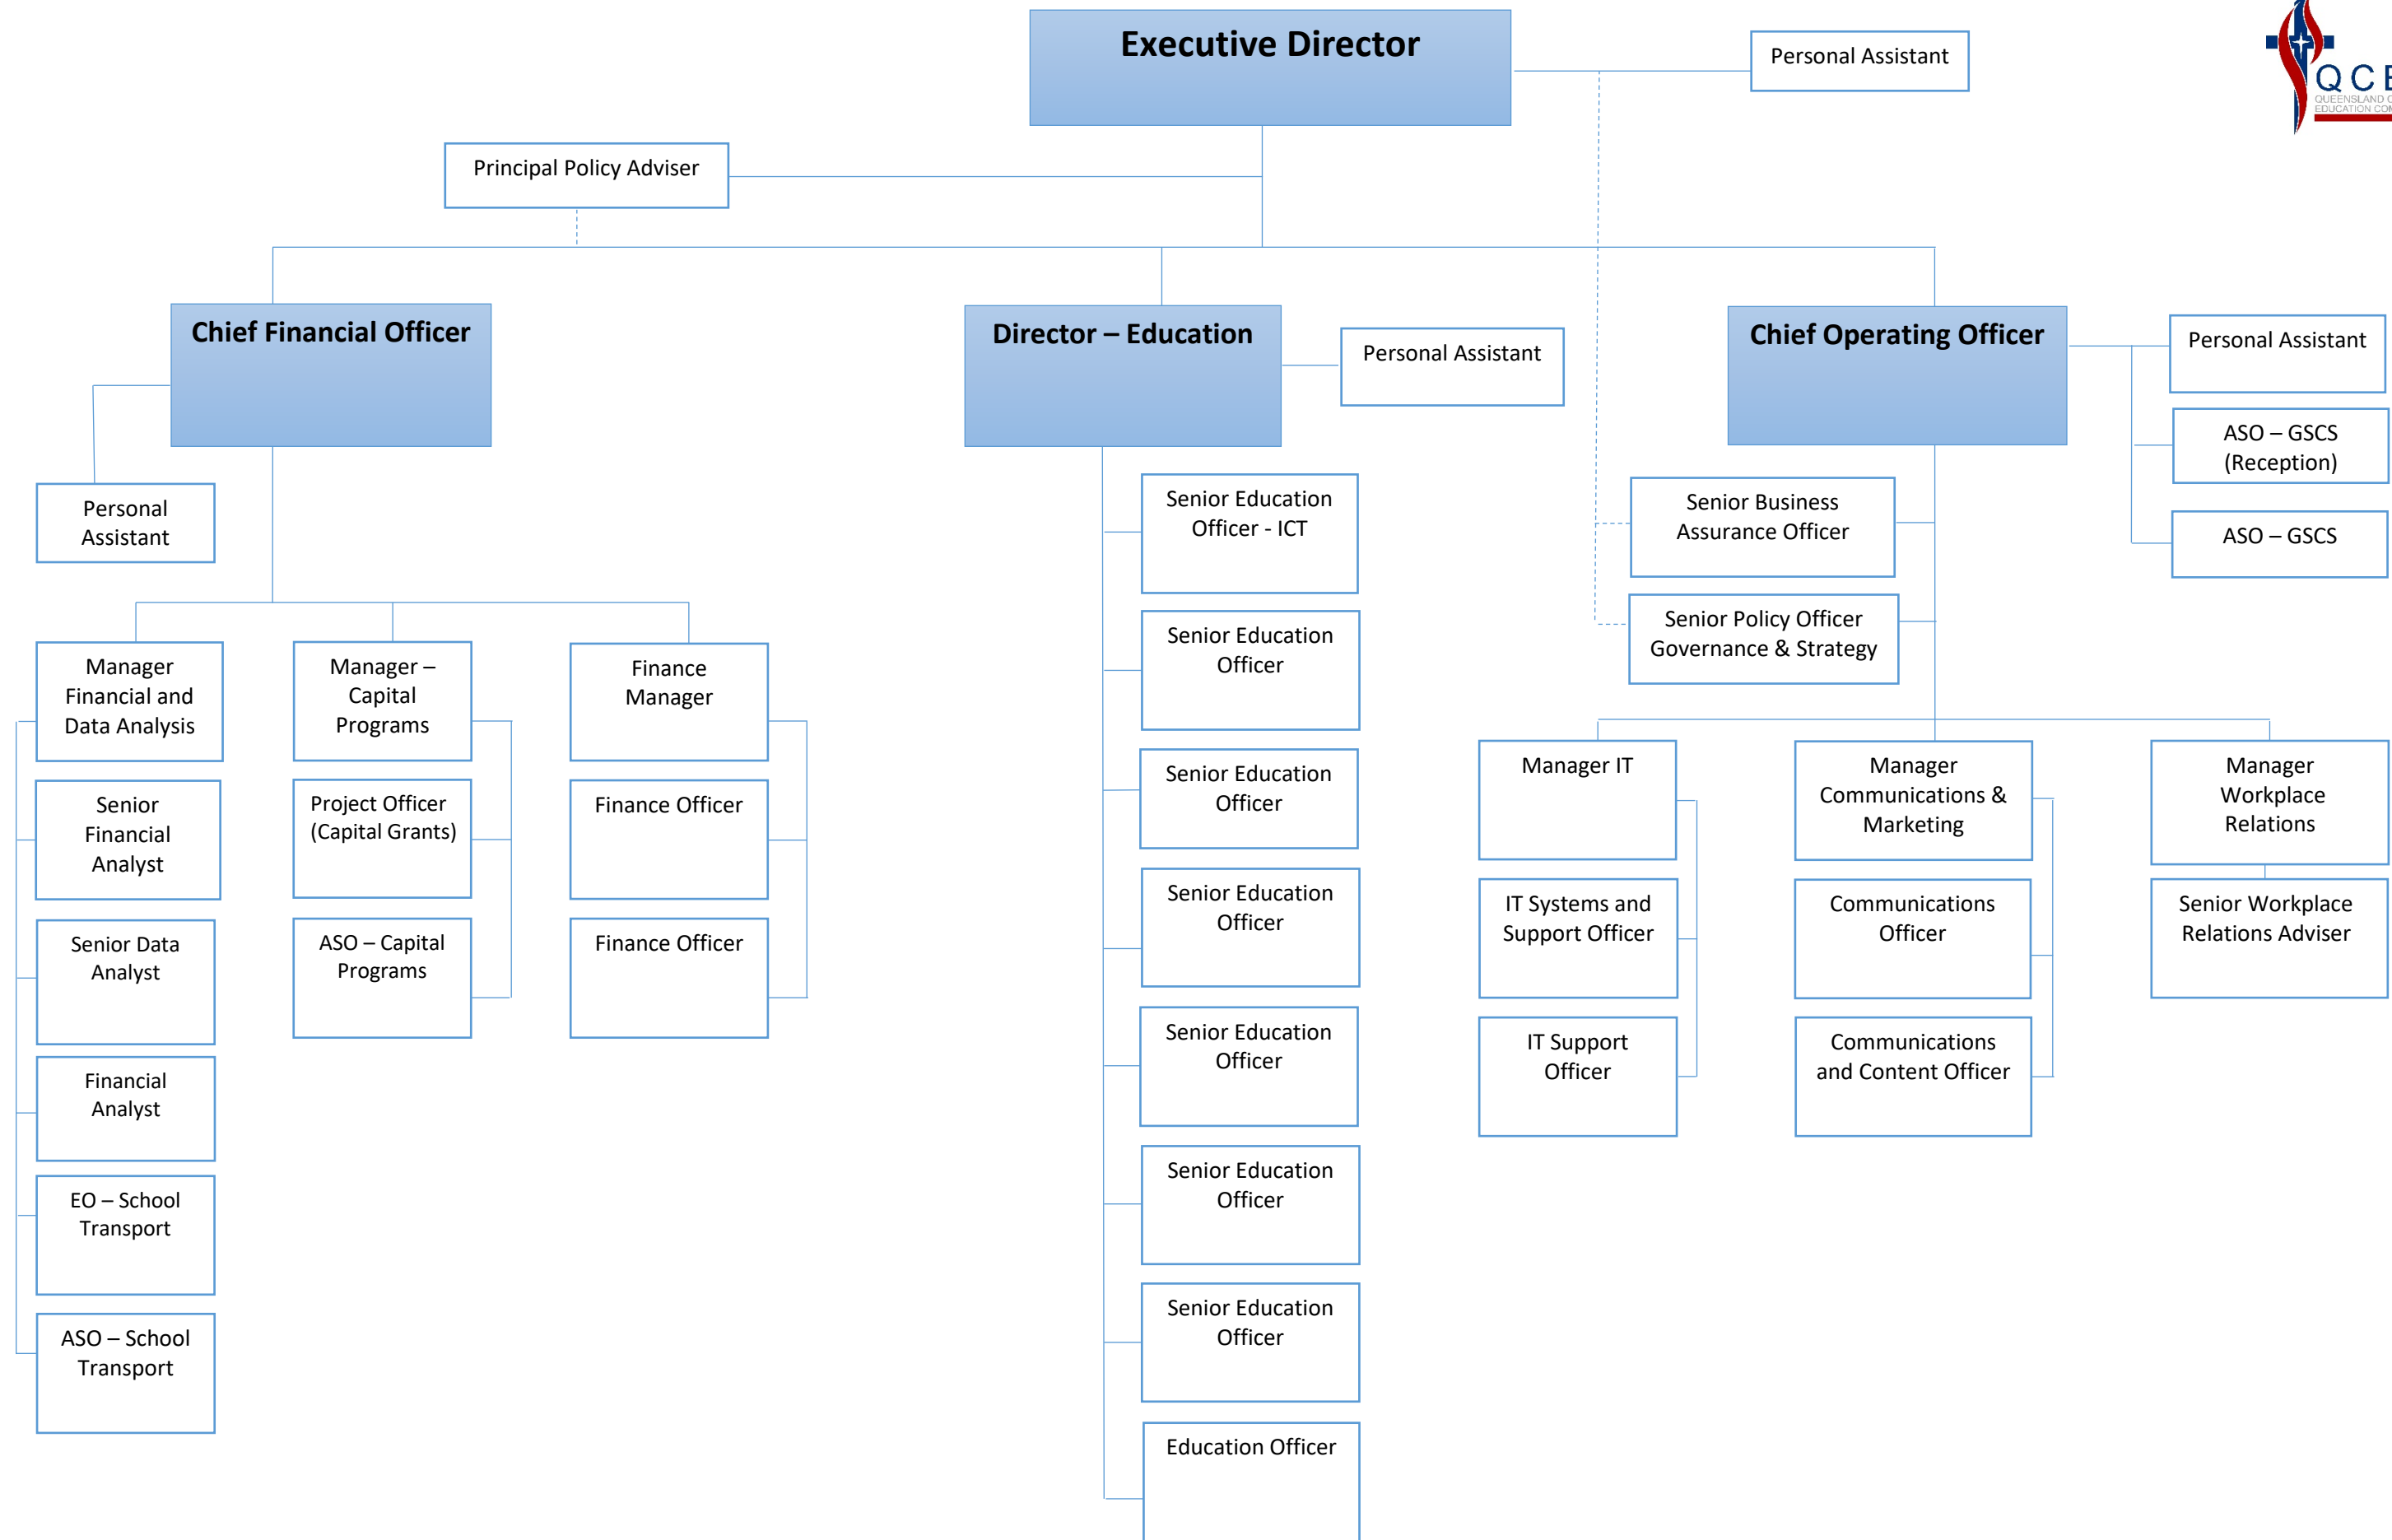 Executive Director
Personal Assistant
QUEENSLAND
EDUCATION
Principal Policy Adviser
Chief Financial Officer
Director – Education
Personal Assistant
Chief Operating Officer
Personal Assistant
ASO – GSCS
(Reception)
ASO – GSCS
Personal
Assistant
Senior Business
Assurance Officer
Senior Policy Officer
Governance & Strategy
Manager
Financial and
Data Analysis
Senior
Financial
Analyst
Senior Data
Analyst
Financial
Analyst
EO – School
Transport
ASO – School
Transport
Manager –
Capital
Programs
Project Officer
(Capital Grants)
ASO – Capital
Programs
Finance
Manager
Finance Officer
Finance Officer
Senior Education
Officer - ICT
Senior Education
Officer
Senior Education
Officer
Senior Education
Officer
Senior Education
Officer
Senior Education
Officer
Senior Education
Officer
Education Officer
Manager IT
IT Systems and
Support Officer
IT Support
Officer
Manager
Communications &
Marketing
Communications
Officer
Communications
and Content Officer
Manager
Workplace
Relations
Senior Workplace
Relations Adviser